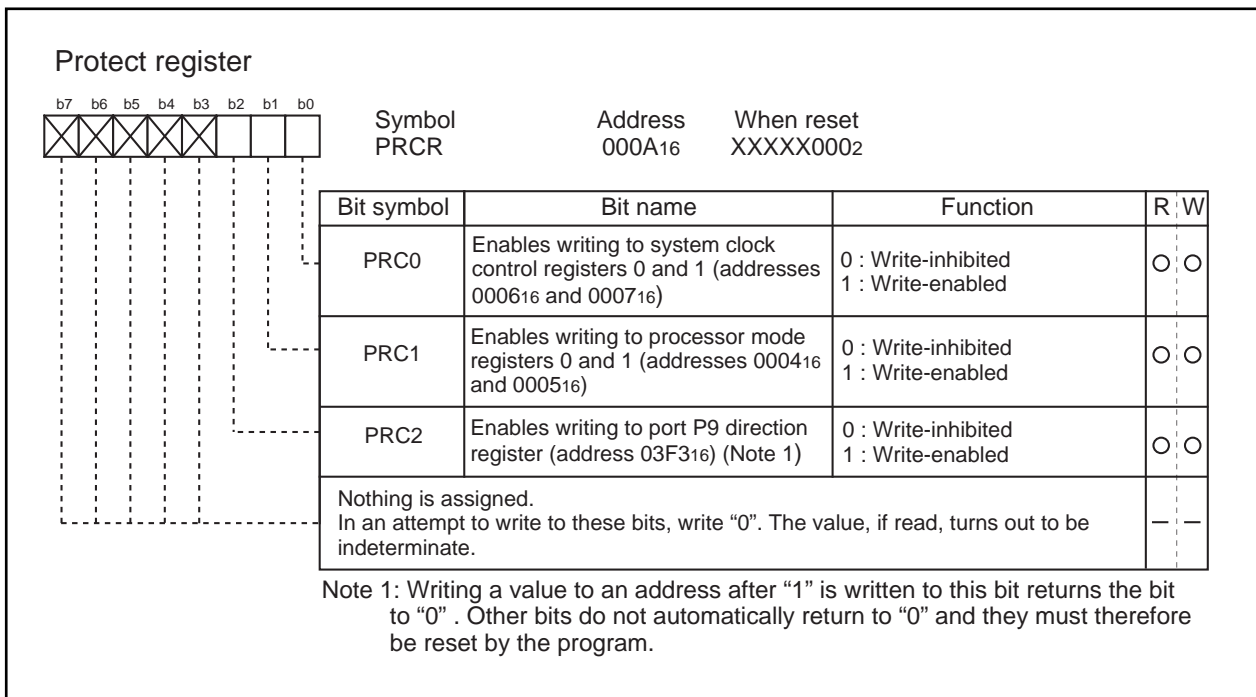 Protect register
b7 b6 b5 b4 b3 b2 b1 b0
Symbol Address When reset
PRCR 000A16 XXXXX0002
Bit symbol Bit name Function R W
PRC0
Enables writing to system clock
control registers 0 and 1 (addresses
000616 and 000716)
0 : Write-inhibited
1 : Write-enabled
PRC1
Enables writing to processor mode
registers 0 and 1 (addresses 000416
and 000516)
0 : Write-inhibited
1 : Write-enabled
PRC2
Enables writing to port P9 direction
register (address 03F316) (Note 1)
0 : Write-inhibited
1 : Write-enabled
Nothing is assigned.
In an attempt to write to these bits, write “0”. The value, if read, turns out to be
indeterminate.
Note 1: Writing a value to an address after “1” is written to this bit returns the bit
to “0” . Other bits do not automatically return to “0” and they must therefore
be reset by the program.